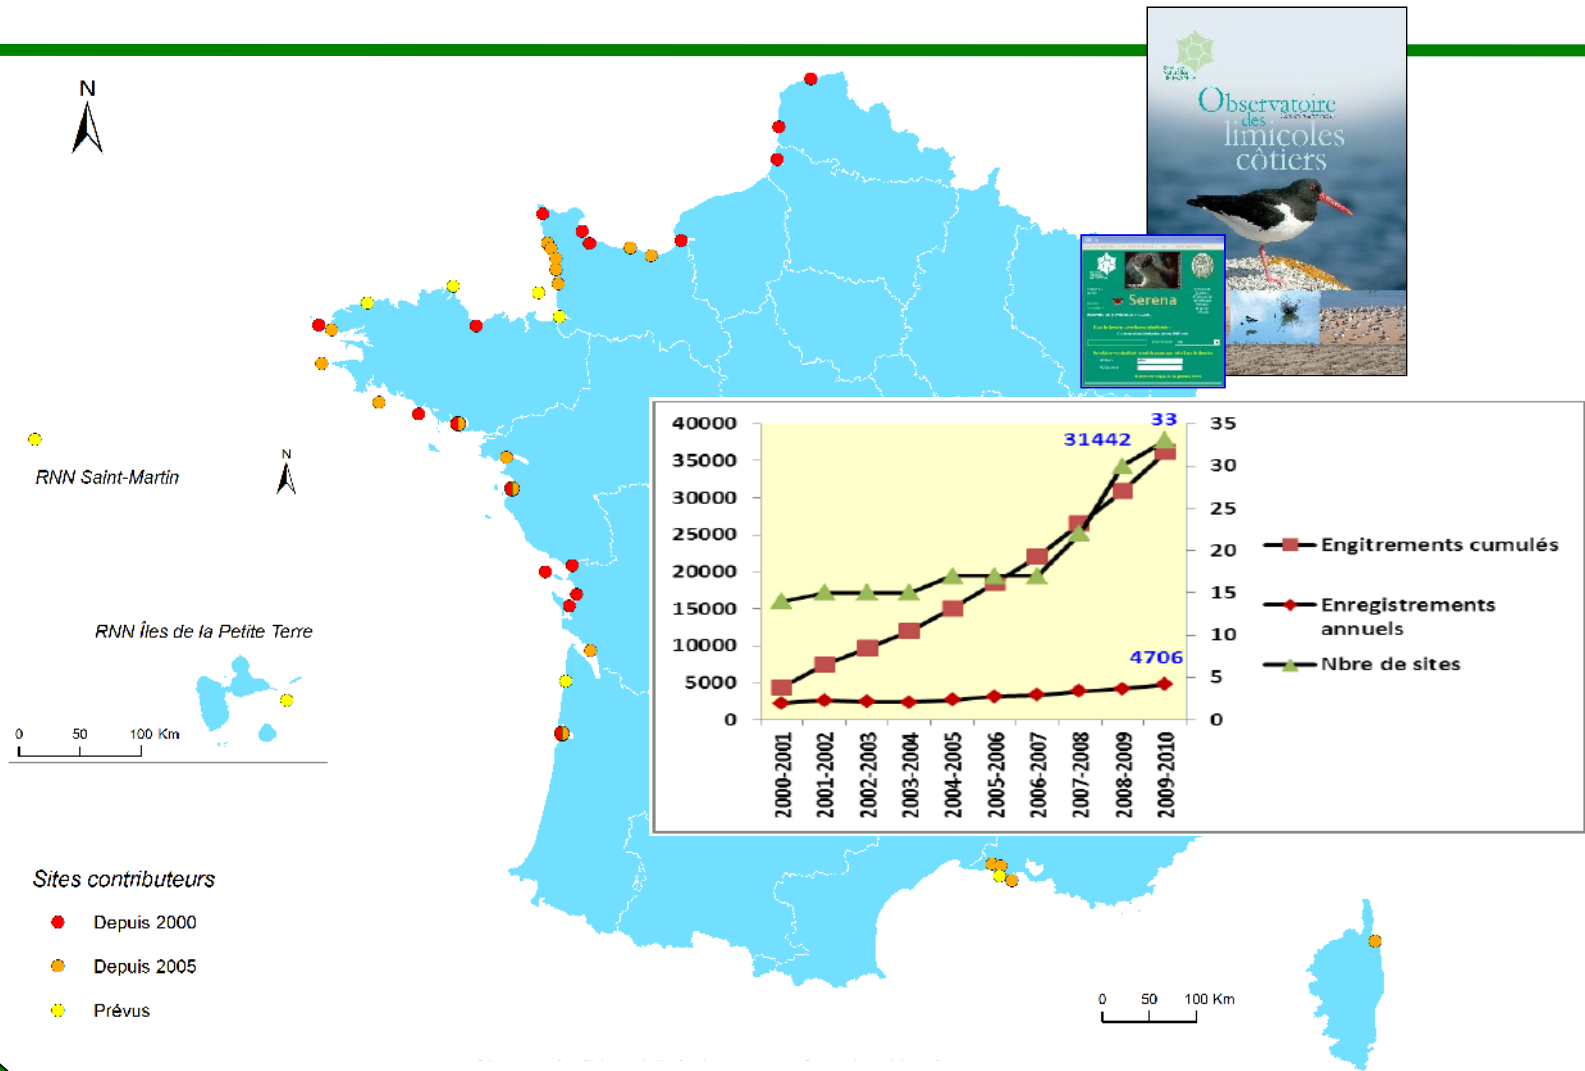 N
Observatoire
des
limicoles
côtiers
Serena
RNN Saint-Martin
N
RNN Îles de la Petite Terre
0 50 100 Km
Sites contributeurs
Depuis 2000
Depuis 2005
Prévus
40000
35000
30000
25000
20000
15000
10000
5000
0
31442
33
4706
35
30
25
20
15
10
5
0
2000-2001
2001-2002
2002-2003
2003-2004
2004-2005
2005-2006
2006-2007
2007-2008
2008-2009
2009-2010
Engitrements cumulés
Enregistrements
annuels
Nbre de sites
0 50 100 Km